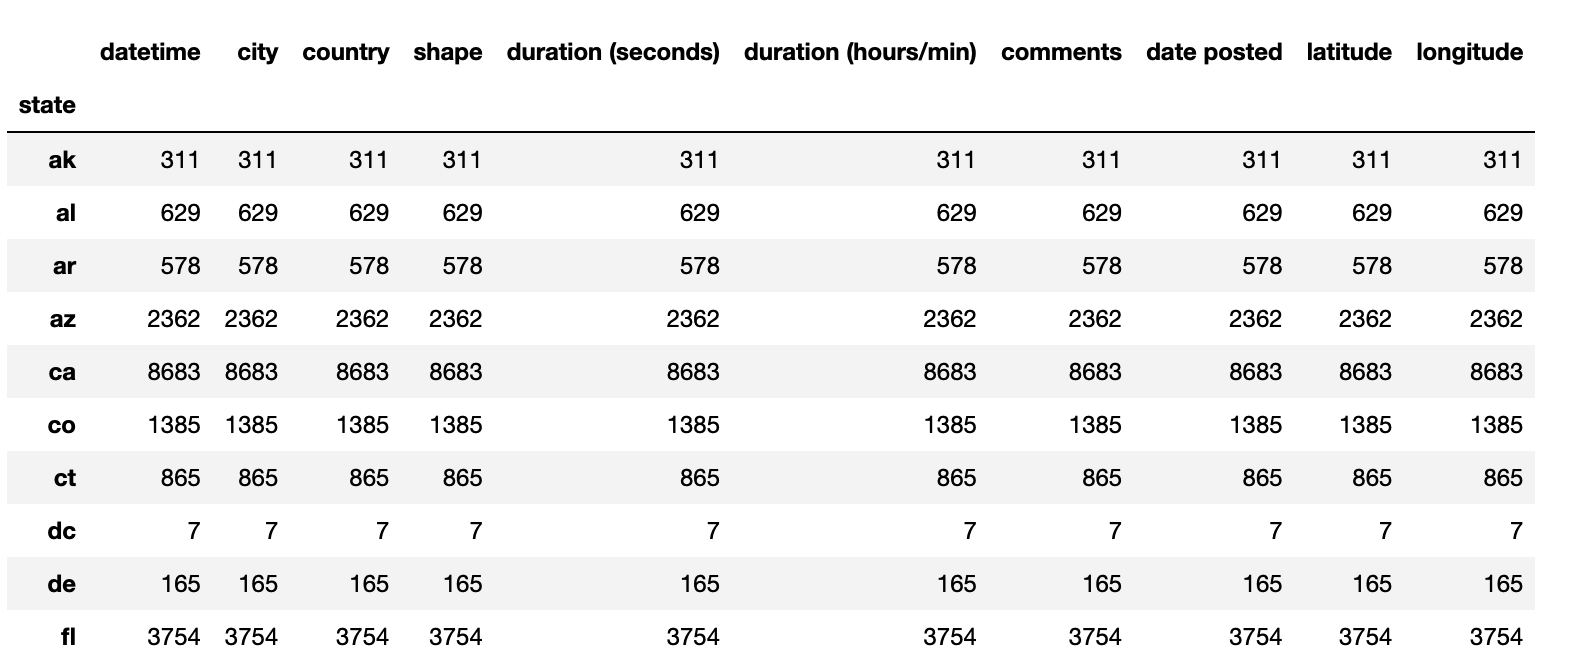 datetime city country shape duration (seconds) duration (hours/min) comments date posted latitude longitude
state
ak 311 311 311 311 311 311 311 311 311 311
al 629 629 629 629 629 629 629 629 629 629
ar 578 578 578 578 578 578 578 578 578 578
az 2362 2362 2362 2362 2362 2362 2362 2362 2362 2362
ca 8683 8683 8683 8683 8683 8683 8683 8683 8683 8683
co 1385 1385 1385 1385 1385 1385 1385 1385 1385 1385
ct 865 865 865 865 865 865 865 865 865 865
dc 7 7 7 7 7 7 7 7 7 7
de 165 165 165 165 165 165 165 165 165 165
fl 3754 3754 3754 3754 3754 3754 3754 3754 3754 3754